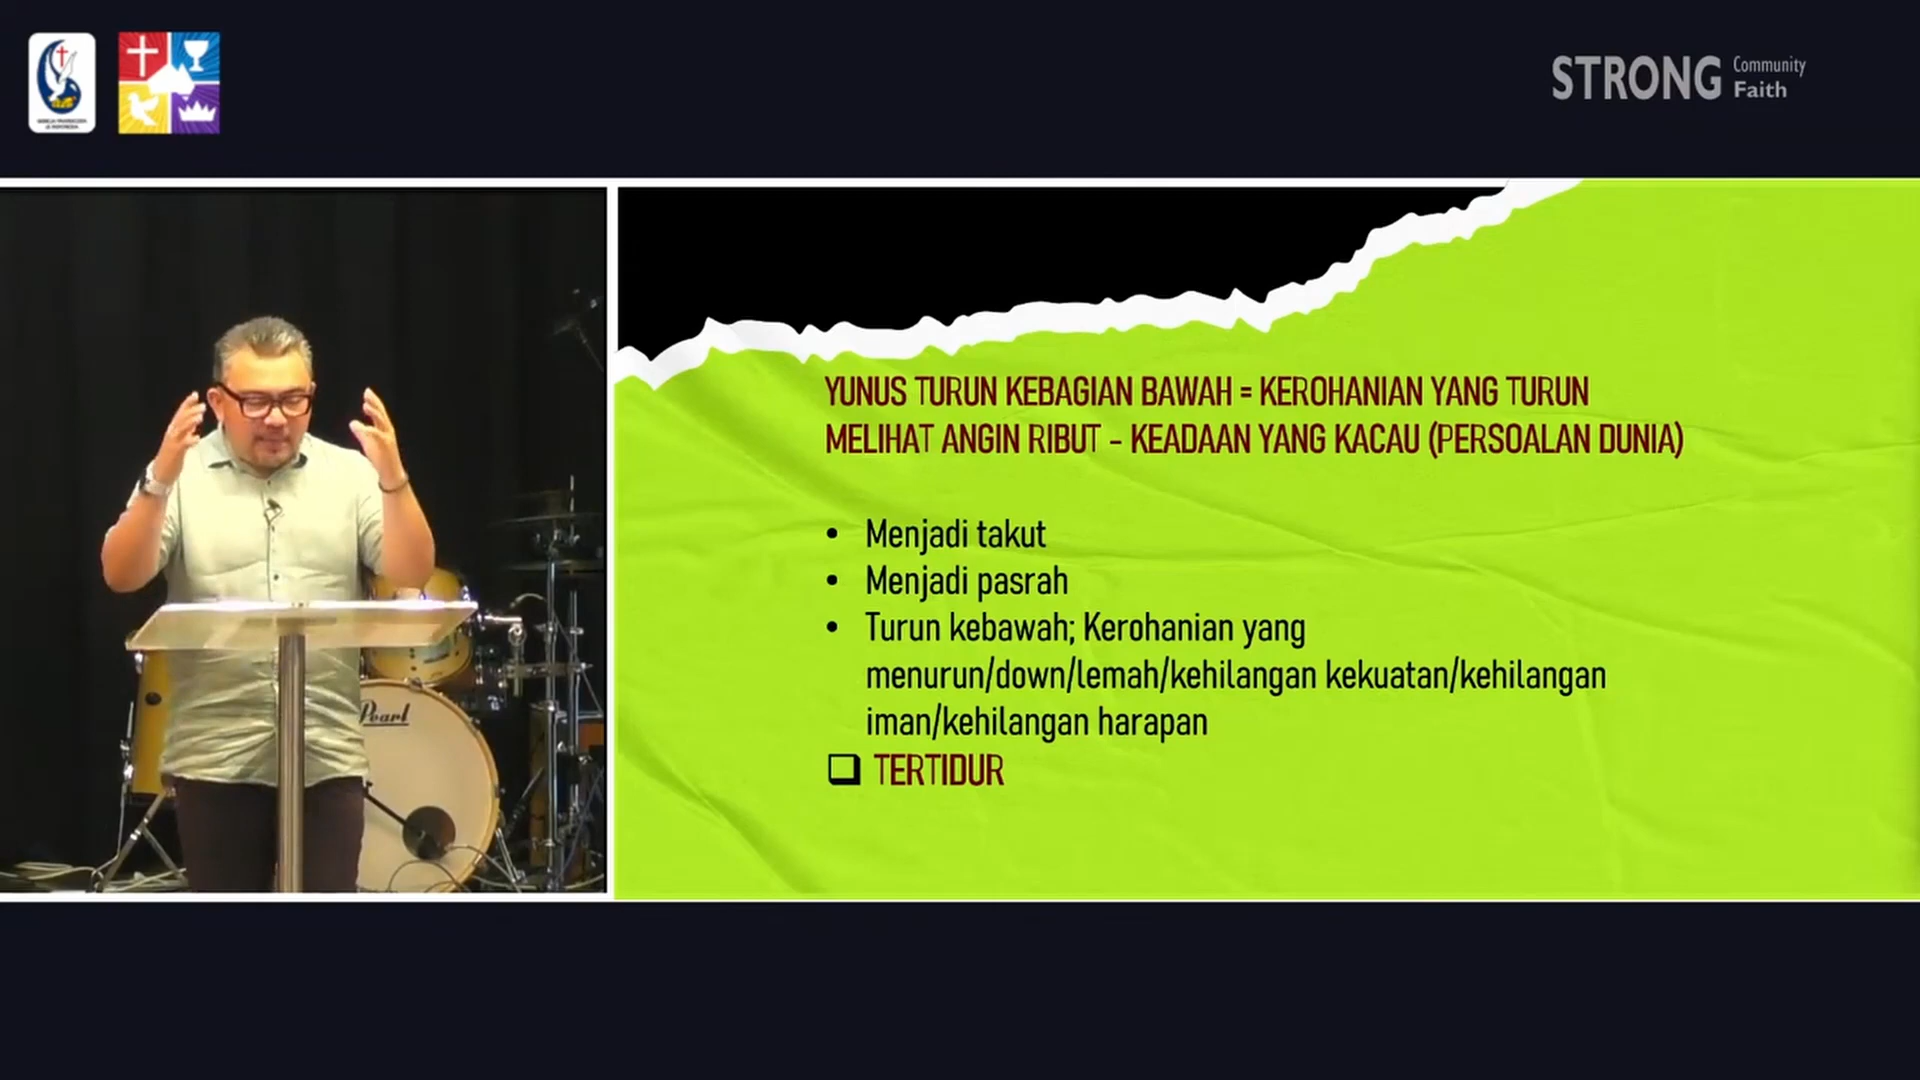 STRONG Community
Faith
YUNUS TURUN KEBAGIAN BAWAH = KEROHANIAN YANG TURUN
MELIHAT ANGIN RIBUT - KEADAAN YANG KACAU (PERSOALAN DUNIA)
• Menjadi takut
• Menjadi pasrah
• Turun kebawah; Kerohanian yang
menurun/down/lemah/kehilangan kekuatan/kehilangan
iman/kehilangan harapan
❑ TERTIDUR
Pearl